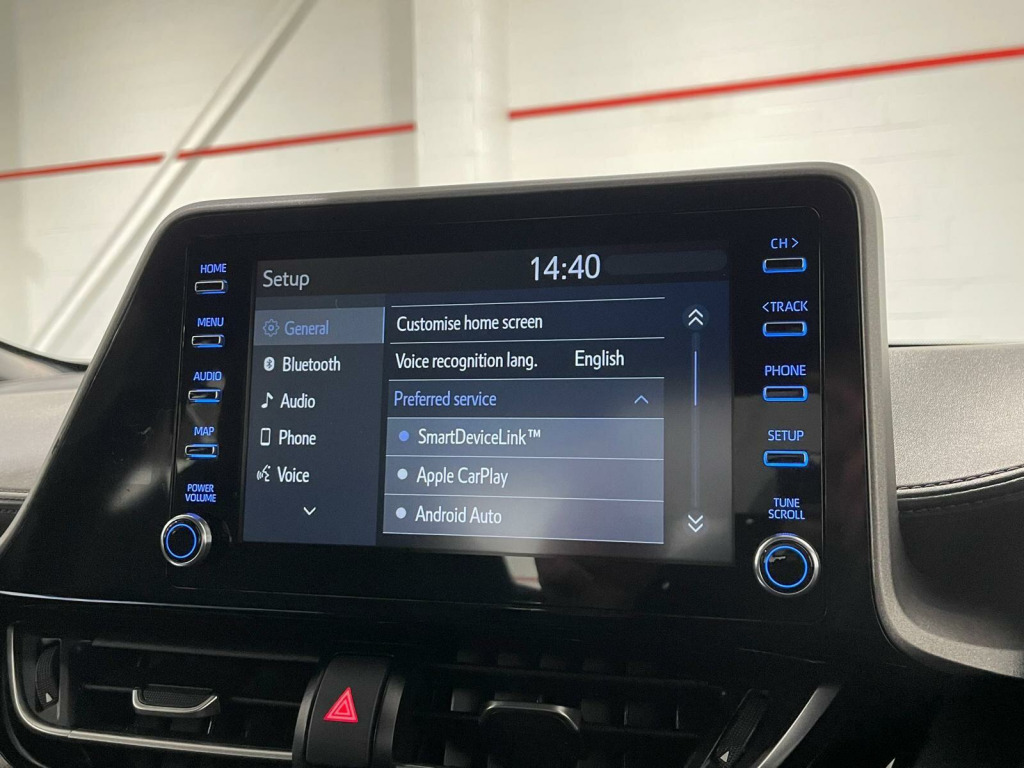 HOME
MENU
AUDIO
MAP
POWER
VOLUME
Setup
14:40
General
Bluetooth
Audio
Phone
Voice
Customise home screen
Voice recognition lang. English
Preferred service
SmartDeviceLink™
Apple CarPlay
Android Auto
CH >
<TRACK
PHONE
SETUP
TUNE
SCROLL